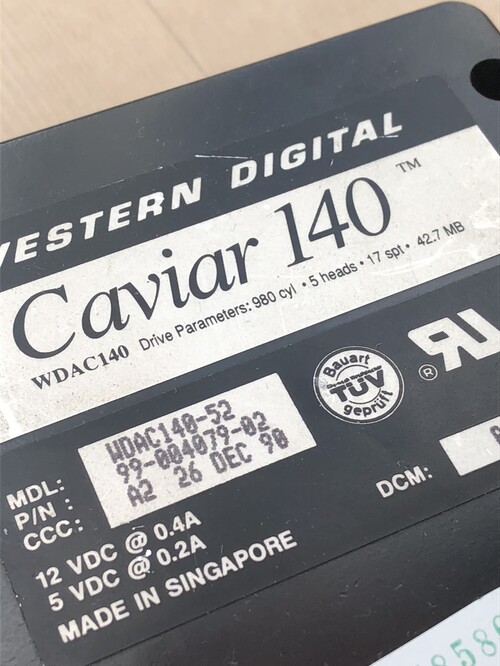 WESTERN DIGITAL
Caviar 140™
WDAC140 Drive Parameters: 980 cyl • 5 heads • 17 spt • 42.7 MB
Bauart
TÜV
geprüft
®
MDL: WDAC140-52
P/N : 99-004079-02
CCC: A2 26 DEC 90
DCM:
12 VDC @ 0.4A
5 VDC @ 0.2A
MADE IN SINGAPORE